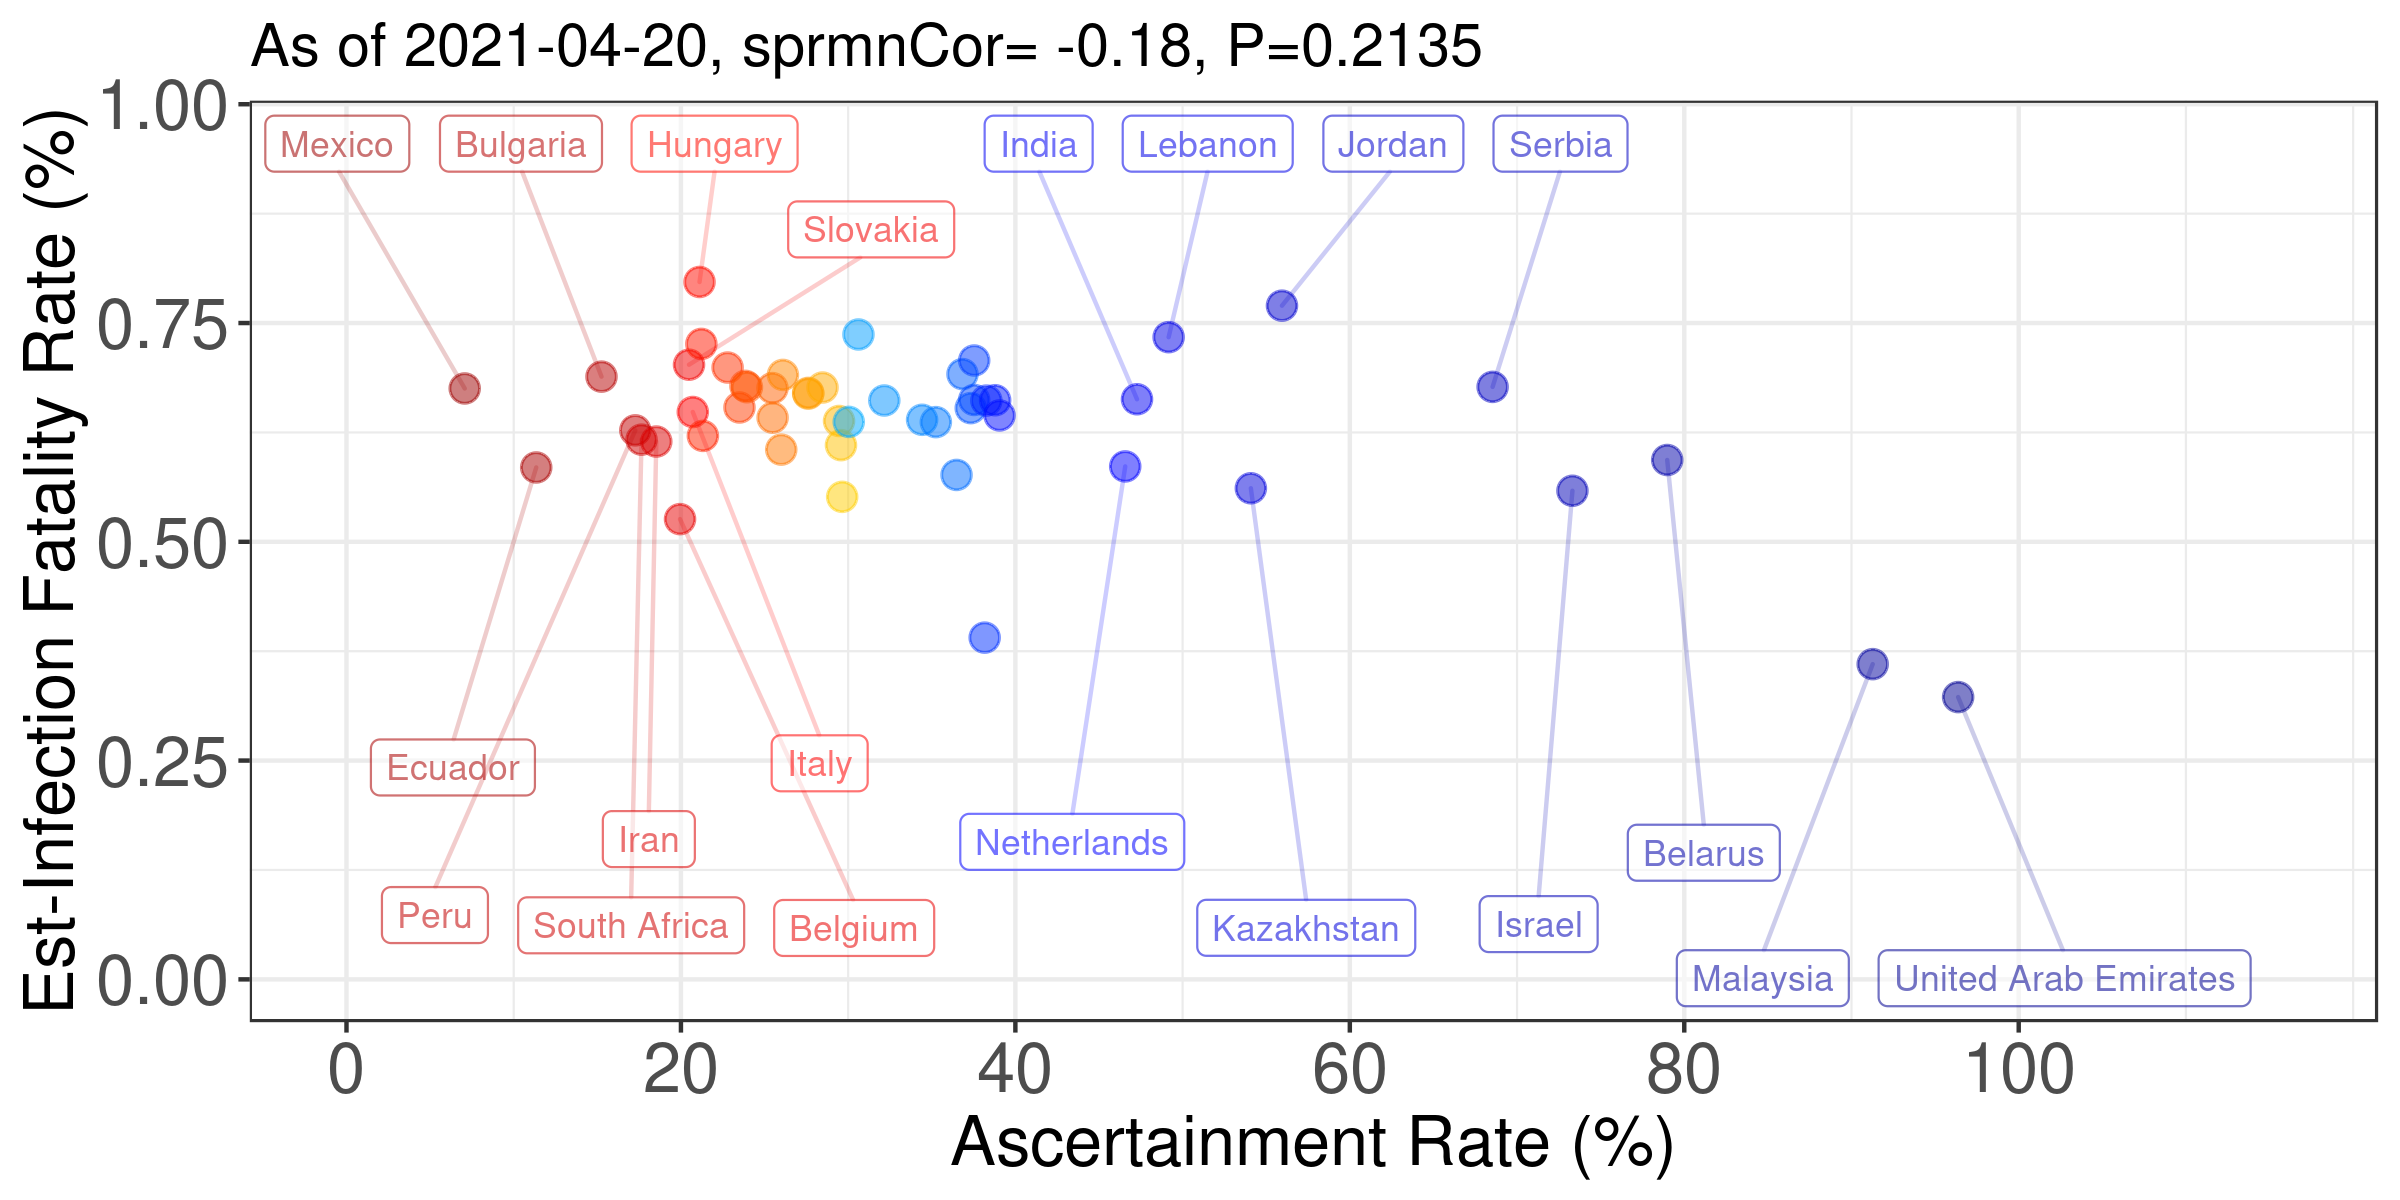 As of 2021-04-20, sprmnCor= -0.18, P=0.2135
Est-Infection Fatality Rate (%)
1.00
0.75
0.50
0.25
0.00
Mexico
Bulgaria
Hungary
India
Lebanon
Jordan
Serbia
Slovakia
Ecuador
Italy
Iran
Netherlands
Belarus
Peru
South Africa
Belgium
Kazakhstan
Israel
Malaysia
United Arab Emirates
0
20
40
60
80
100
Ascertainment Rate (%)